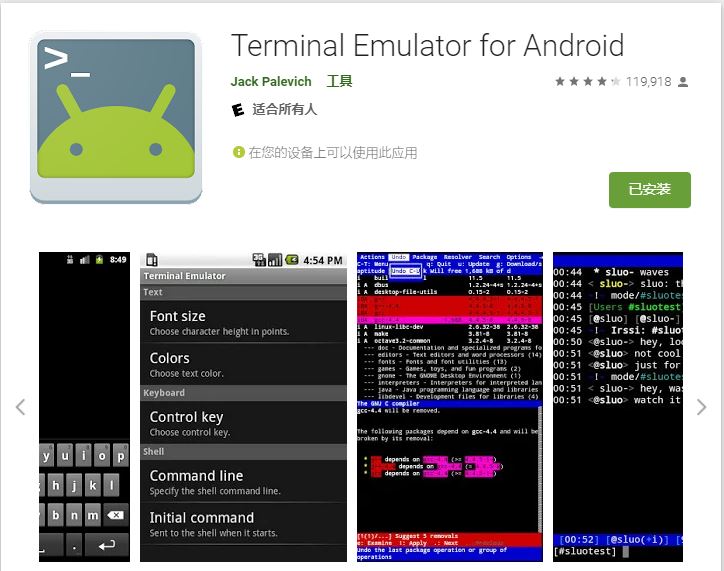 >_
Terminal Emulator for Android
Jack Palevich 工具
119,918
E 适合所有人
在您的设备上可以使用此应用
已安装
8:49
y u i o p
g h j k l
v b n m
.
4:54 PM
Terminal Emulator
Text
Font size
Choose character height in points.
Colors
Choose text color.
Keyboard
Control key
Choose control key.
Shell
Command line
Specify the shell command line.
Initial command
Sent to the shell when it starts.
Actions Undo Package Resolver Search Options
C-T: Menu q: Quit u: Update g: Download/s
aptitude Undo C-U k Will free 1,608 kB of d
i buil 11.5 11.5
i A dbus 1.2.24-4+s 1.2.24-4+s
i A desktop-file-utils 0.15-2 0.15-2
i A linux-libc-dev 2.6.32-38 2.6.32-38
i A make 3.81-8 3.81-8
i A octave3.2-common 3.2.4-8 3.2.4-8
--- doc - Documentation and specialized programs fo
--- editors - Text editors and word processors (14)
--- fonts - Fonts and font utilities (13)
--- games - Games, toys, and fun programs (2)
--- gnome - The GNOME Desktop Environment (1)
--- interpreters - Interpreters for interpreted lan
--- java - Java programming language and libraries
--- libdevel - Development files for libraries (4)
The GNU C compiler
gcc-4.4 will be removed.
The following packages depend on gcc-4.4 and will be
broken by its removal:
* depends on gcc-4.4
* depends on
* depends on
[1(1)/...] Suggest 5 removals
e: Examine !: Apply .: Next
Undo the last package operation or group of
operations
00:44 * sluo- waves
00:44 < sluo-> sluo: th
00:44 -!- mode/#sluotes
[Users #sluotest]
00:45 [@sluo] [@sluo-]
00:45 -!- Irssi: #sluot
00:50 <@sluo-> hey, loo
00:51 <@sluo> not cool
00:51 <@sluo> just for
00:51 -!- mode/#sluotes
00:51 < sluo-> hey, was
00:51 <@sluo> watch it
[00:52] [@sluo(+i)]
[#sluotest]